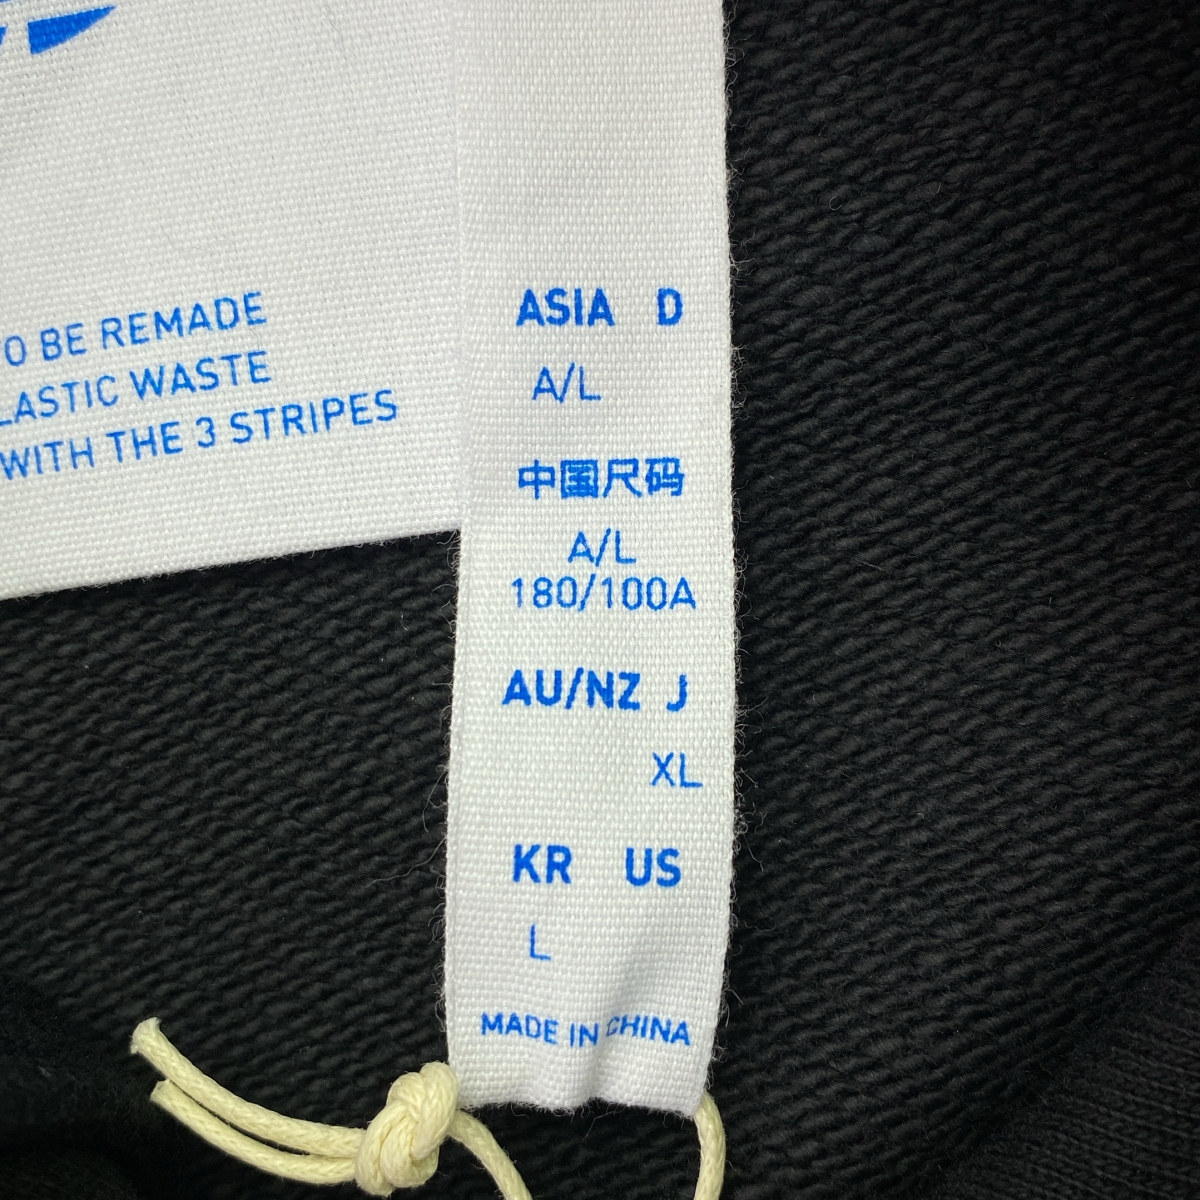 O BE REMADE
LASTIC WASTE
WITH THE 3 STRIPES
ASIA D
A/L
中国尺码
A/L
180/100A
AU/NZ J
XL
KR US
L
MADE IN CHINA